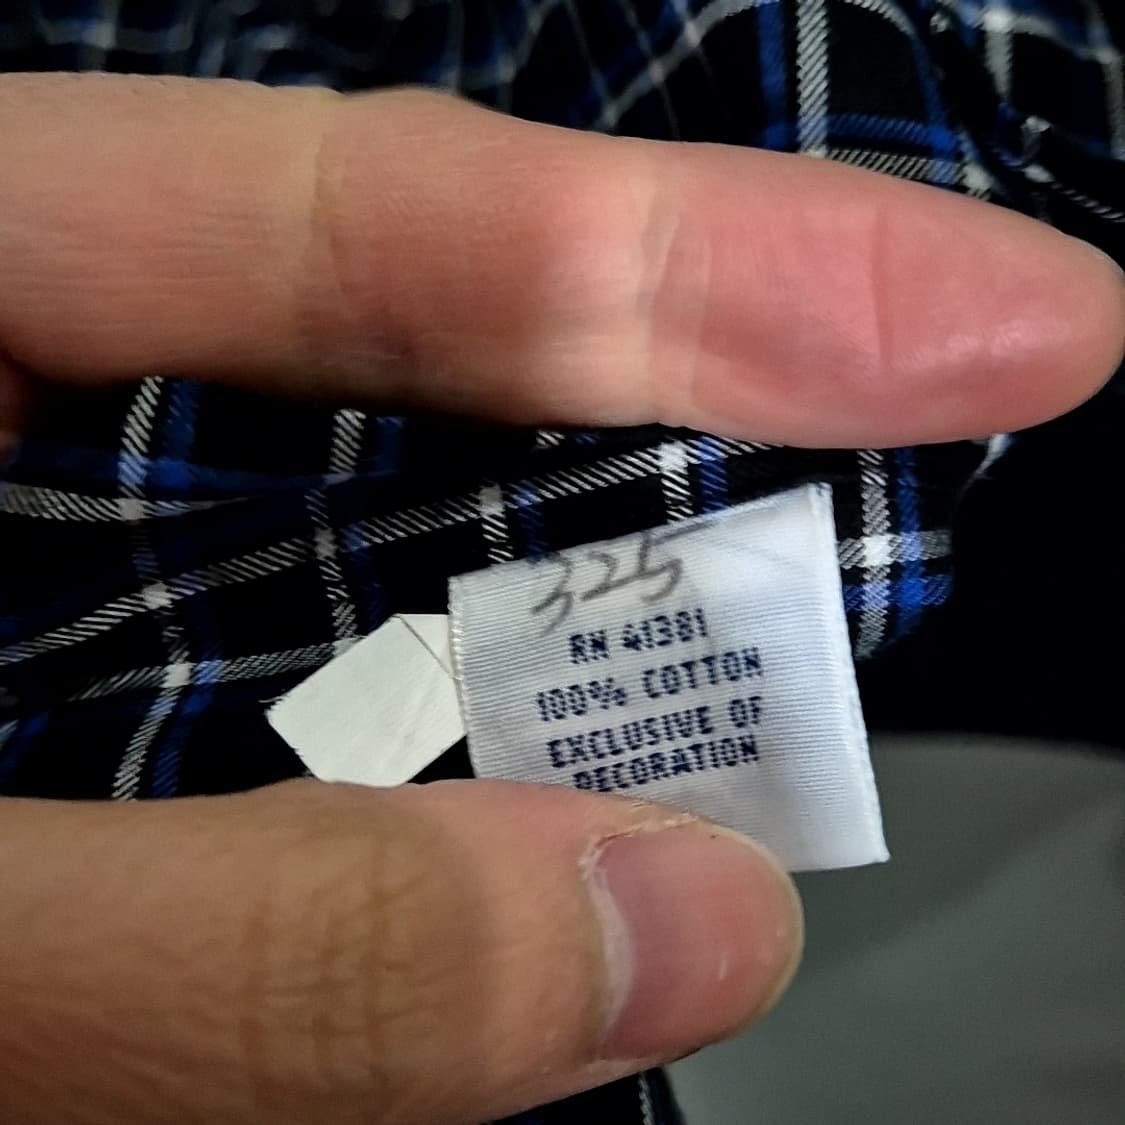 325
RN 41381
100% COTTON
EXCLUSIVE OF
DECORATION